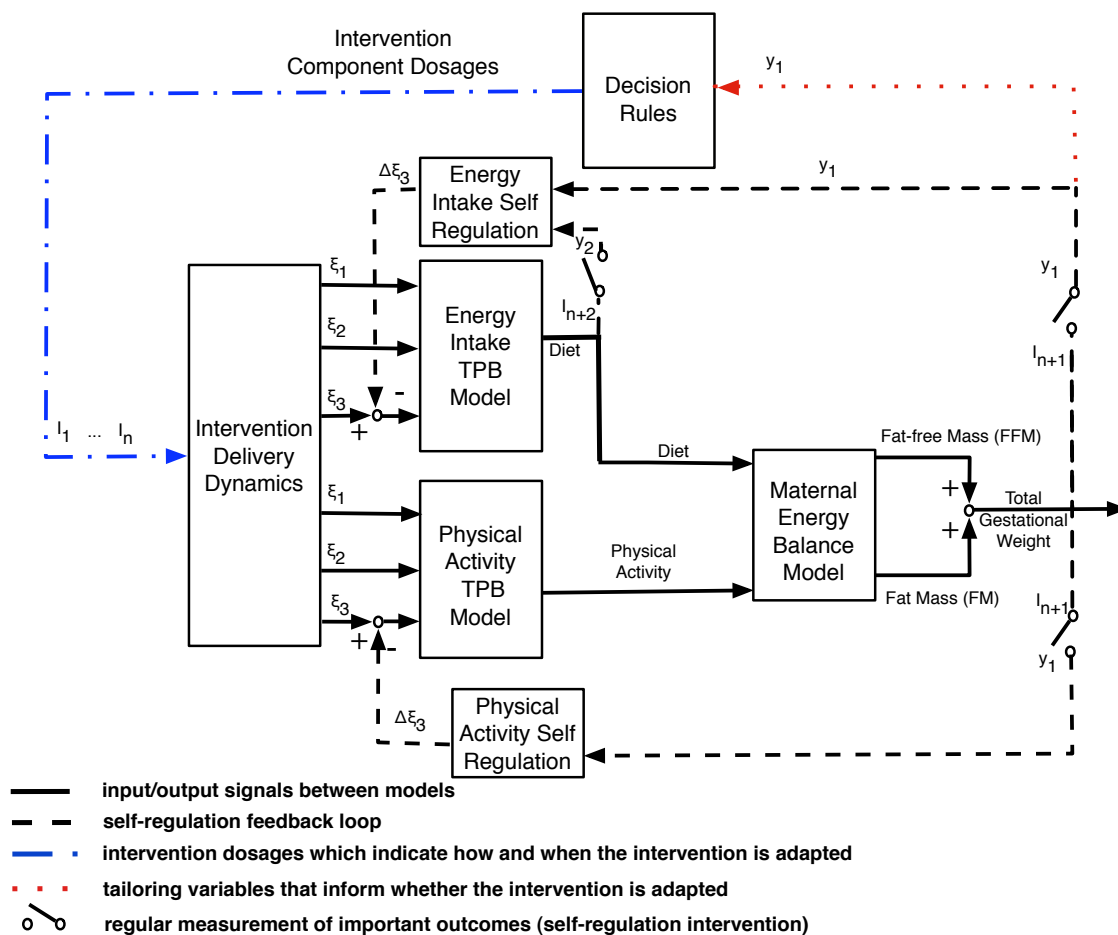 Intervention
Component Dosages
Decision
Rules
y1
Δξ3
Energy
Intake Self
Regulation
y1
y2
ξ1
ξ2
ξ3
+
-
Energy
Intake
TPB
Model
In+2
Diet
y1
In+1
I1 ... In
Intervention
Delivery
Dynamics
Diet
Fat-free Mass (FFM)
Maternal
Energy
Balance
Model
+
+
Total
Gestational
Weight
Fat Mass (FM)
ξ1
ξ2
ξ3
+
-
Physical
Activity
TPB
Model
Physical
Activity
In+1
y1
Δξ3
Physical
Activity Self
Regulation
input/output signals between models
self-regulation feedback loop
intervention dosages which indicate how and when the intervention is adapted
tailoring variables that inform whether the intervention is adapted
regular measurement of important outcomes (self-regulation intervention)